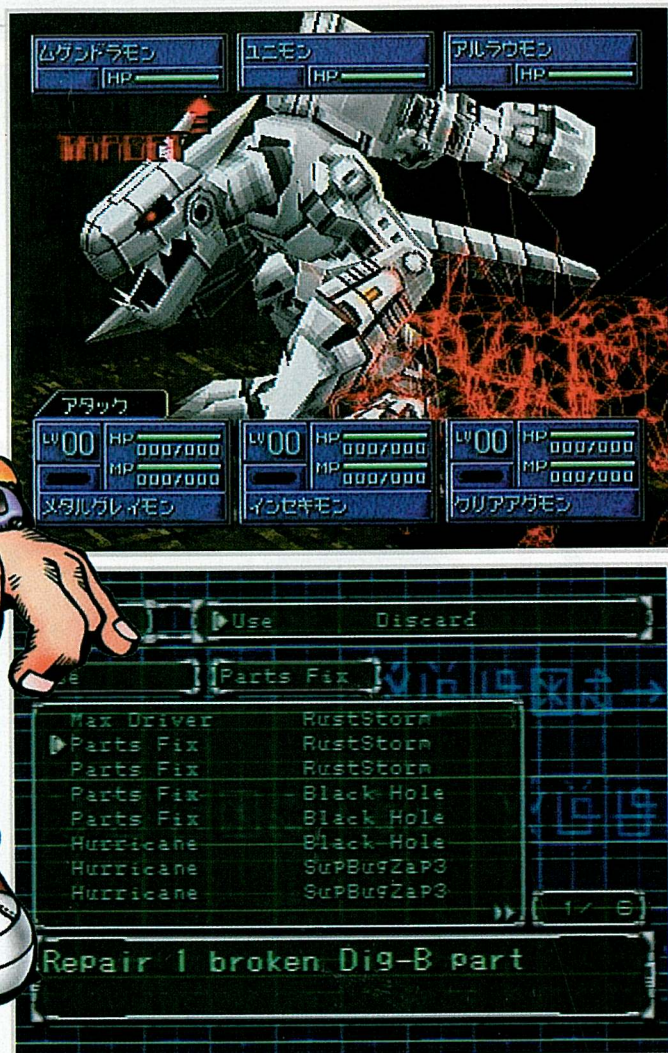 ムゲンドラモン ユニモン アルラウモン
HP HP HP
TARGET
アタック
LV00 HP 000/000 LV00 HP 000/000 LV00 HP 000/000
MP 000/000 MP 000/000 MP 000/000
メタルグレイモン インセキモン クリアアグモン
Use Discard
Parts Fix
Max Driver RustStorm
Parts Fix RustStorm
Parts Fix RustStorm
Parts Fix Black Hole
Parts Fix Black Hole
Hurricane Black Hole
Hurricane SupBugZap3
Hurricane SupBugZap3
1/ 6
Repair 1 broken Dig-B part